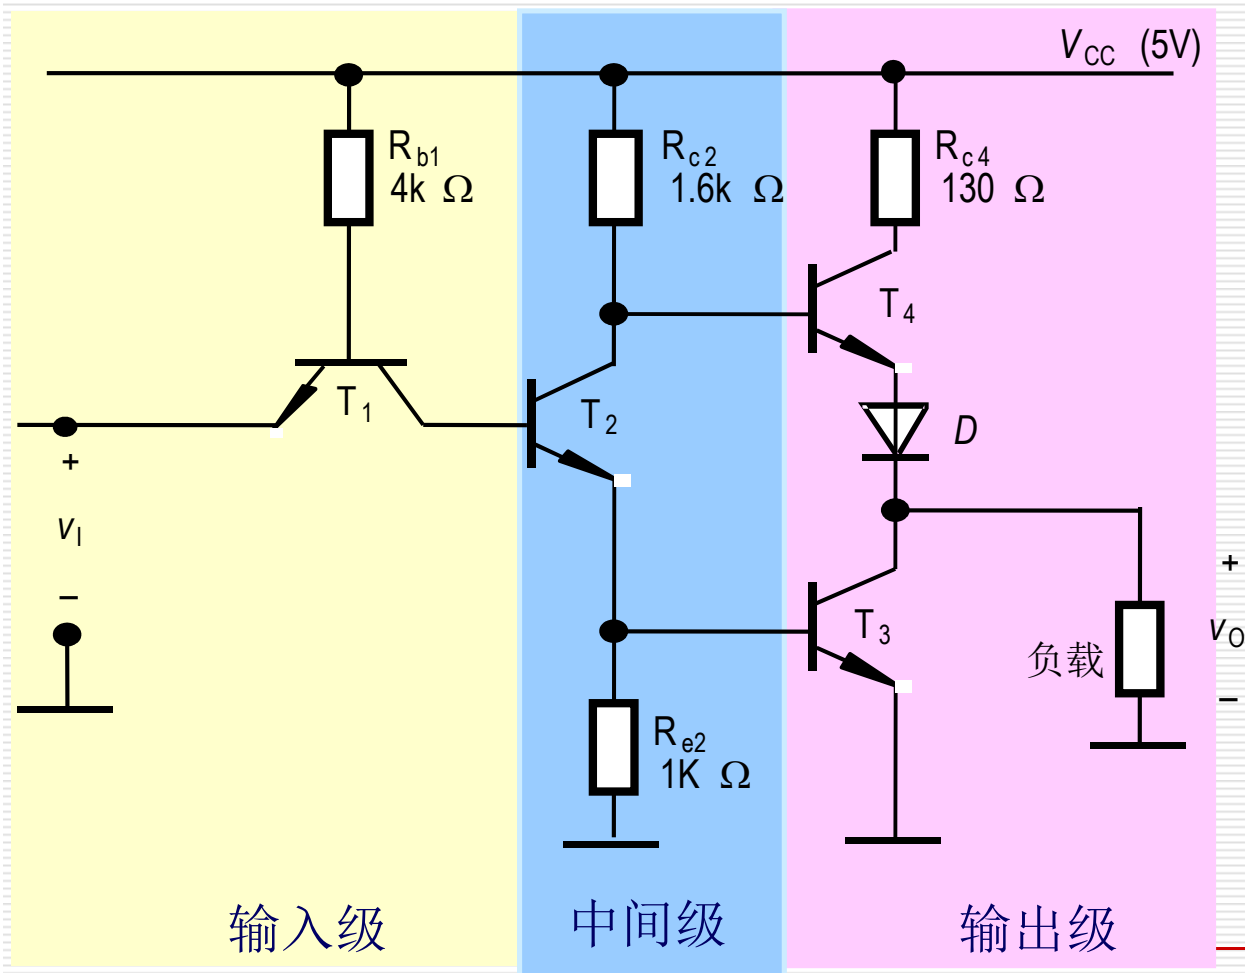 VCC (5V)
Rb1
4k Ω
Rc2
1.6k Ω
Rc4
130 Ω
T1
T2
T4
D
+
vI
−
T3
负载
+
vO
−
Re2
1K Ω
输入级
中间级
输出级